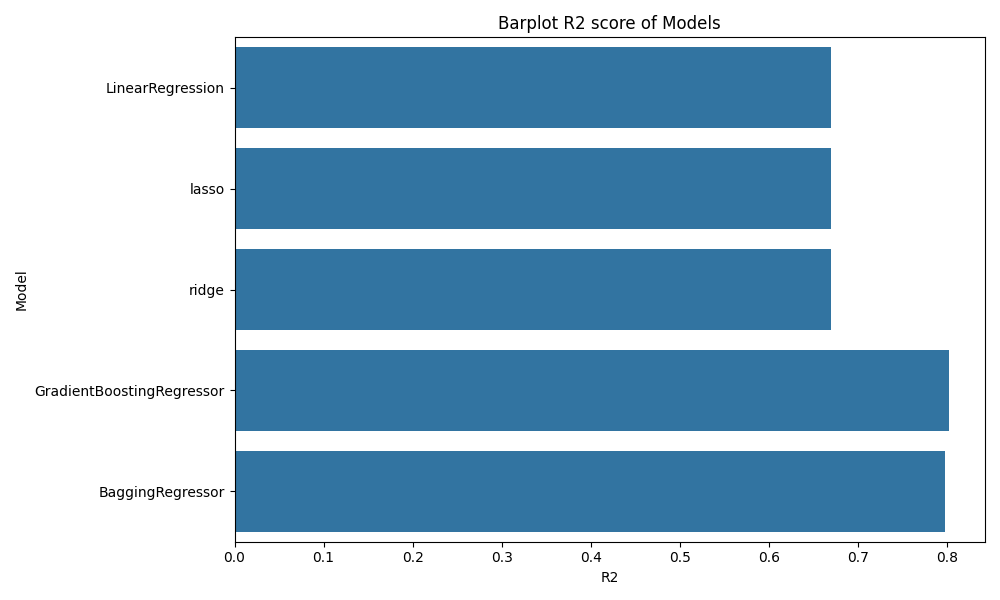 Barplot R2 score of Models
Model
LinearRegression
lasso
ridge
GradientBoostingRegressor
BaggingRegressor
0.0 0.1 0.2 0.3 0.4 0.5 0.6 0.7 0.8
R2